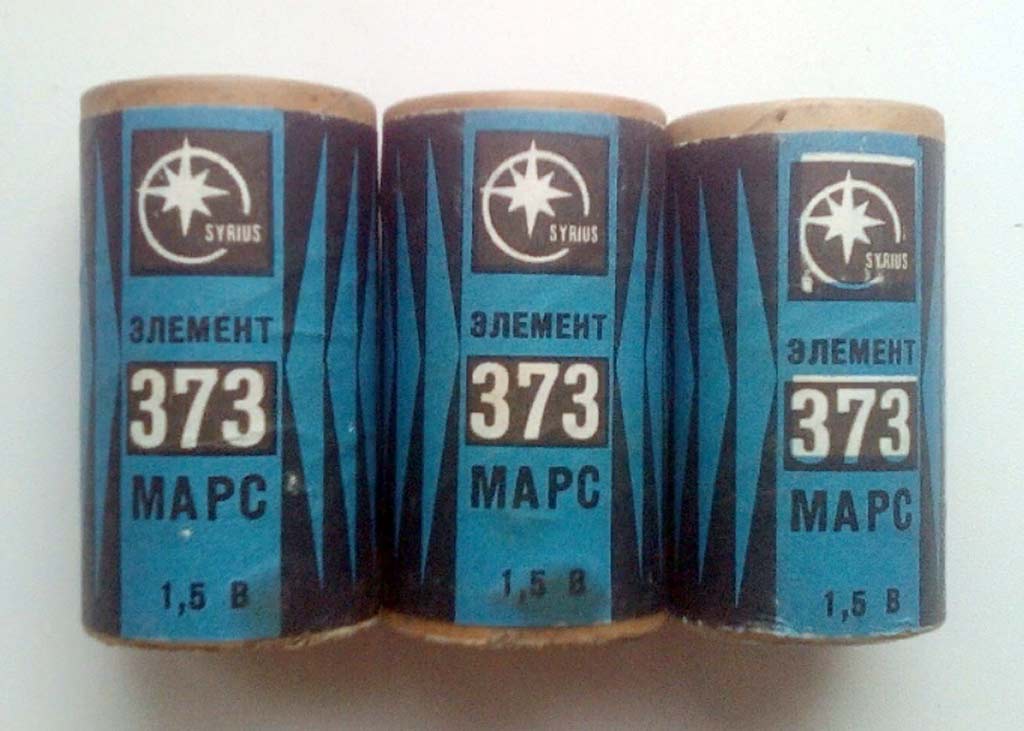 SYRIUS
ЭЛЕМЕНТ
373
МАРС
1,5 В
SYRIUS
ЭЛЕМЕНТ
373
МАРС
1,5 В
SYRIUS
ЭЛЕМЕНТ
373
МАРС
1,5 В